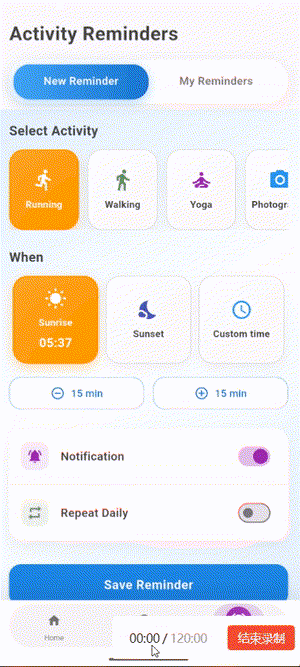 Activity Reminders
New Reminder
My Reminders
Select Activity
Running
Walking
Yoga
Photogra
When
Sunrise
05:37
Sunset
Custom time
15 min
15 min
Notification
Repeat Daily
Save Reminder
Home
00:00 / 120:00
结束录制